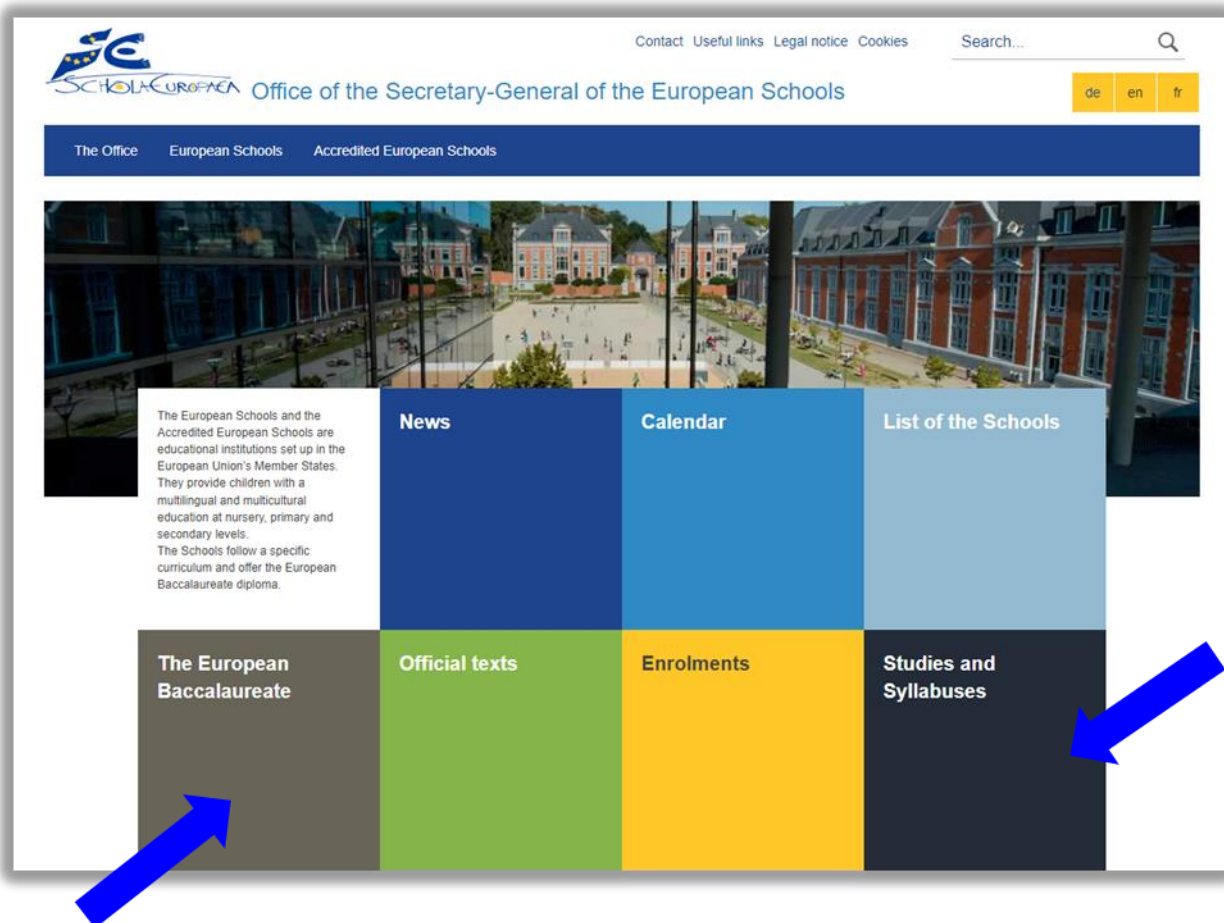 Contact Useful links Legal notice Cookies
Search...
SCHOLA EUROPAEA
Office of the Secretary-General of the European Schools
de en fr
The Office European Schools Accredited European Schools
The European Schools and the
Accredited European Schools are
educational institutions set up in the
European Union's Member States.
They provide children with a
multilingual and multicultural
education at nursery, primary and
secondary levels.
The Schools follow a specific
curriculum and offer the European
Baccalaureate diploma.
News
Calendar
List of the Schools
The European
Baccalaureate
Official texts
Enrolments
Studies and
Syllabuses